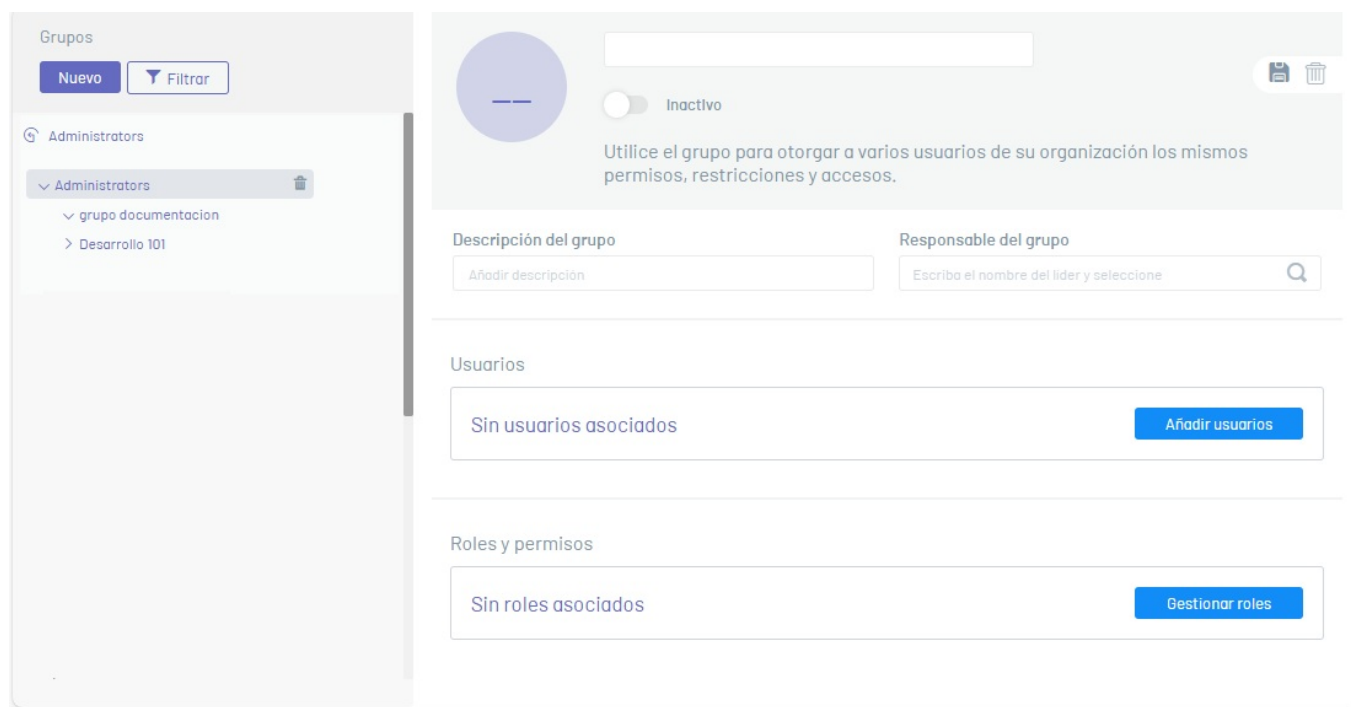 Grupos
Nuevo
Filtrar
Administrators
Administrators
grupo documentacion
Desarrollo 101
__
Inactivo
Utilice el grupo para otorgar a varios usuarios de su organización los mismos
permisos, restricciones y accesos.
Descripción del grupo
Responsable del grupo
Añadir descripción
Escriba el nombre del líder y seleccione
Usuarios
Sin usuarios asociados
Añadir usuarios
Roles y permisos
Sin roles asociados
Gestionar roles